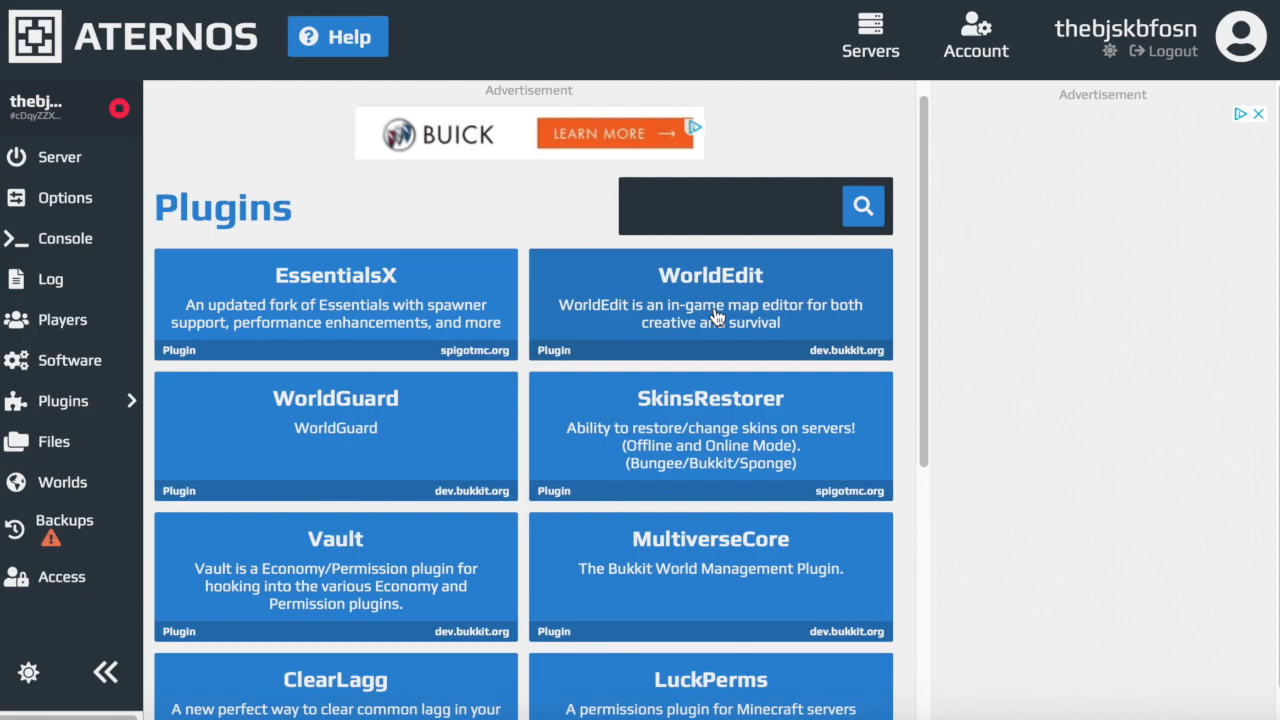 ATERNOS
Help
Servers
Account
thebjskbfosn
Logout
thebj...
#cDqyZZX...
Server
Options
Console
Log
Players
Software
Plugins
Files
Worlds
Backups
Access
Advertisement
BUICK
LEARN MORE →
Plugins
EssentialsX
An updated fork of Essentials with spawner
support, performance enhancements, and more
Plugin
spigotmc.org
WorldEdit
WorldEdit is an in-game map editor for both
creative and survival
Plugin
dev.bukkit.org
WorldGuard
WorldGuard
Plugin
dev.bukkit.org
SkinsRestorer
Ability to restore/change skins on servers!
(Offline and Online Mode).
(Bungee/Bukkit/Sponge)
Plugin
spigotmc.org
Vault
Vault is a Economy/Permission plugin for
hooking into the various Economy and
Permission plugins.
Plugin
dev.bukkit.org
MultiverseCore
The Bukkit World Management Plugin.
Plugin
dev.bukkit.org
ClearLagg
A new perfect way to clear common lagg in your
LuckPerms
A permissions plugin for Minecraft servers
Advertisement